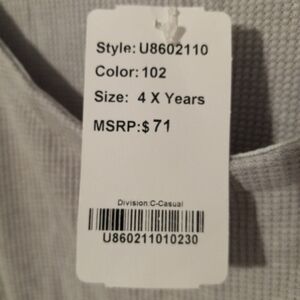 Style: U8602110
Color: 102
Size: 4 X Years
MSRP:$ 71
Division:C-Casual
U860211010230